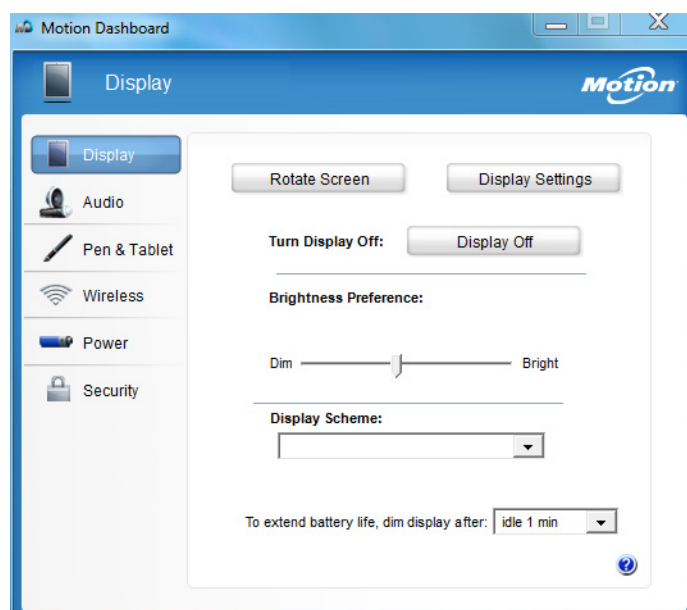 Motion Dashboard
Display
Motion
Display
Audio
Pen & Tablet
Wireless
Power
Security
Rotate Screen
Display Settings
Turn Display Off:
Display Off
Brightness Preference:
Dim
Bright
Display Scheme:
To extend battery life, dim display after:
idle 1 min
?